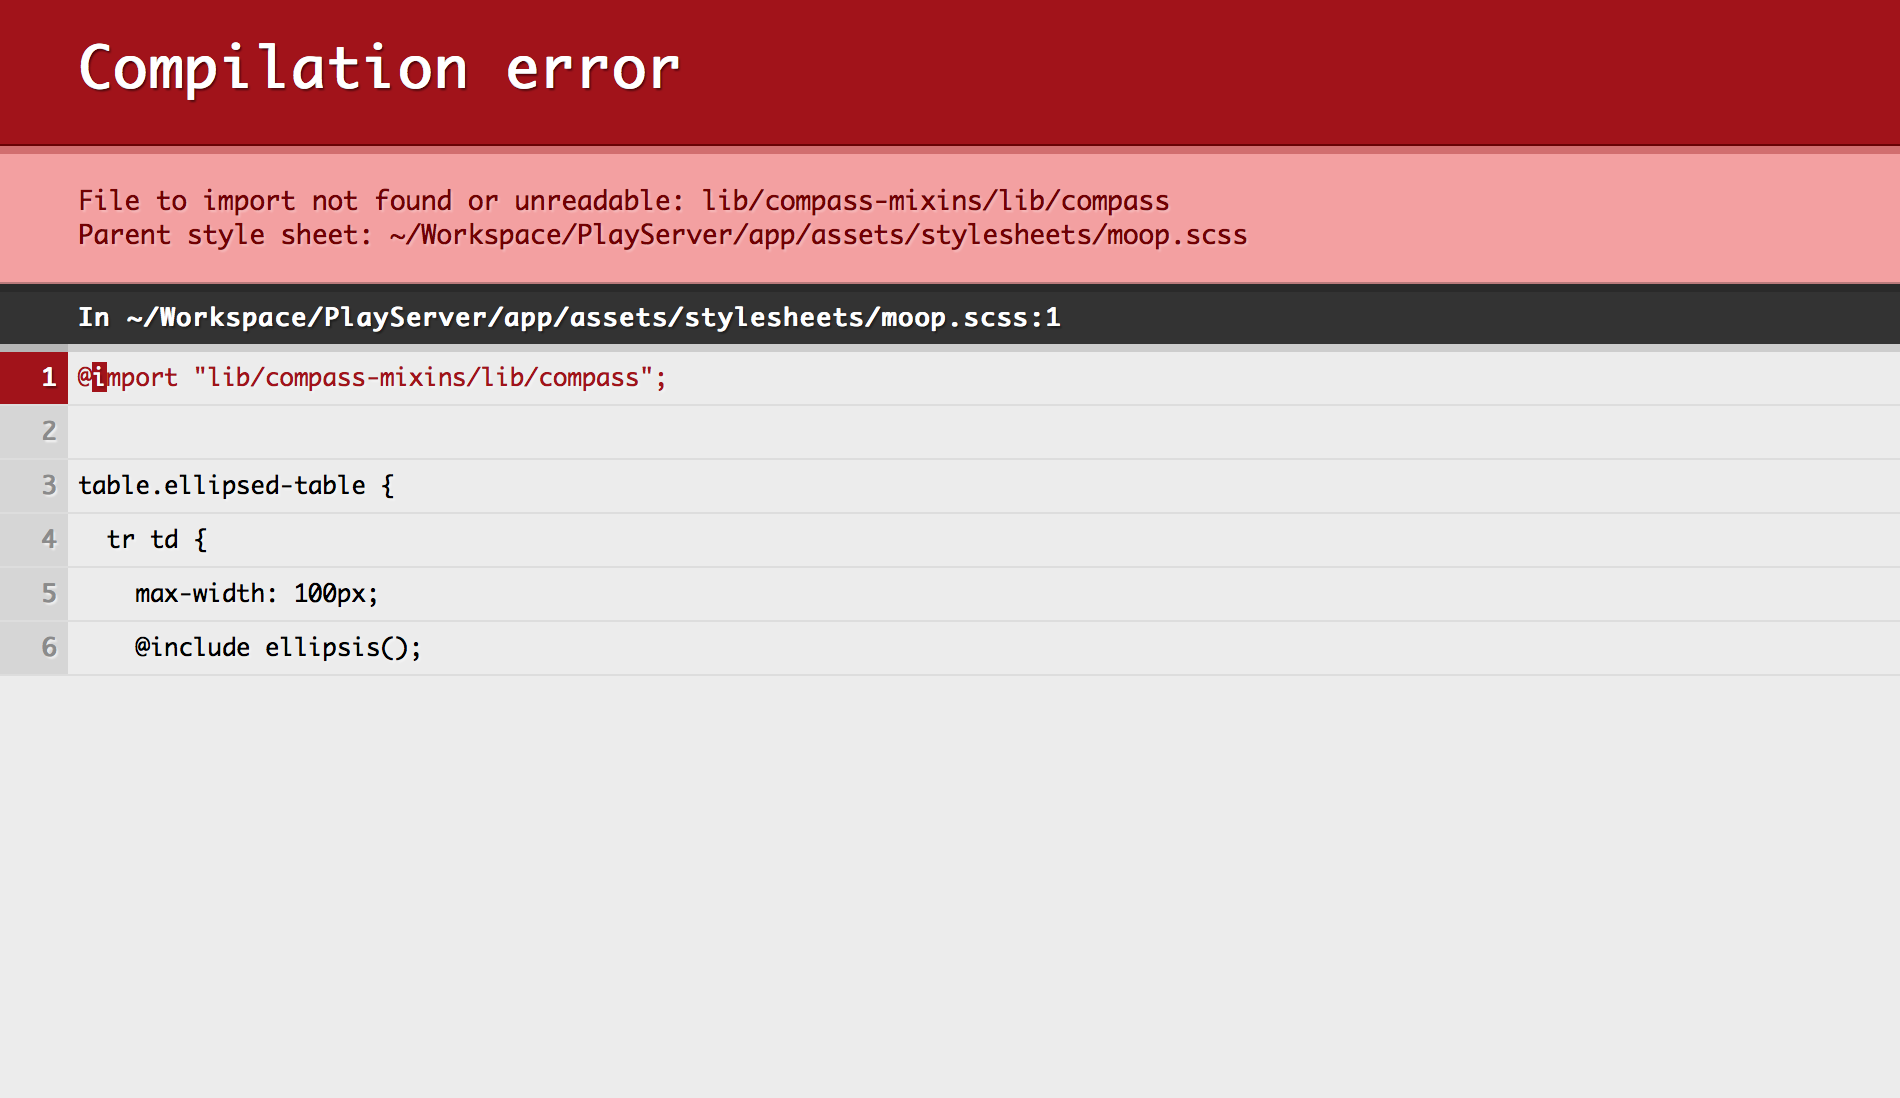 Compilation error
File to import not found or unreadable: lib/compass-mixins/lib/compass
Parent style sheet: ~/Workspace/PlayServer/app/assets/stylesheets/moop.scss
In ~/Workspace/PlayServer/app/assets/stylesheets/moop.scss:1
1 @import "lib/compass-mixins/lib/compass";
2
3 table.ellipsed-table {
4   tr td {
5     max-width: 100px;
6     @include ellipsis();